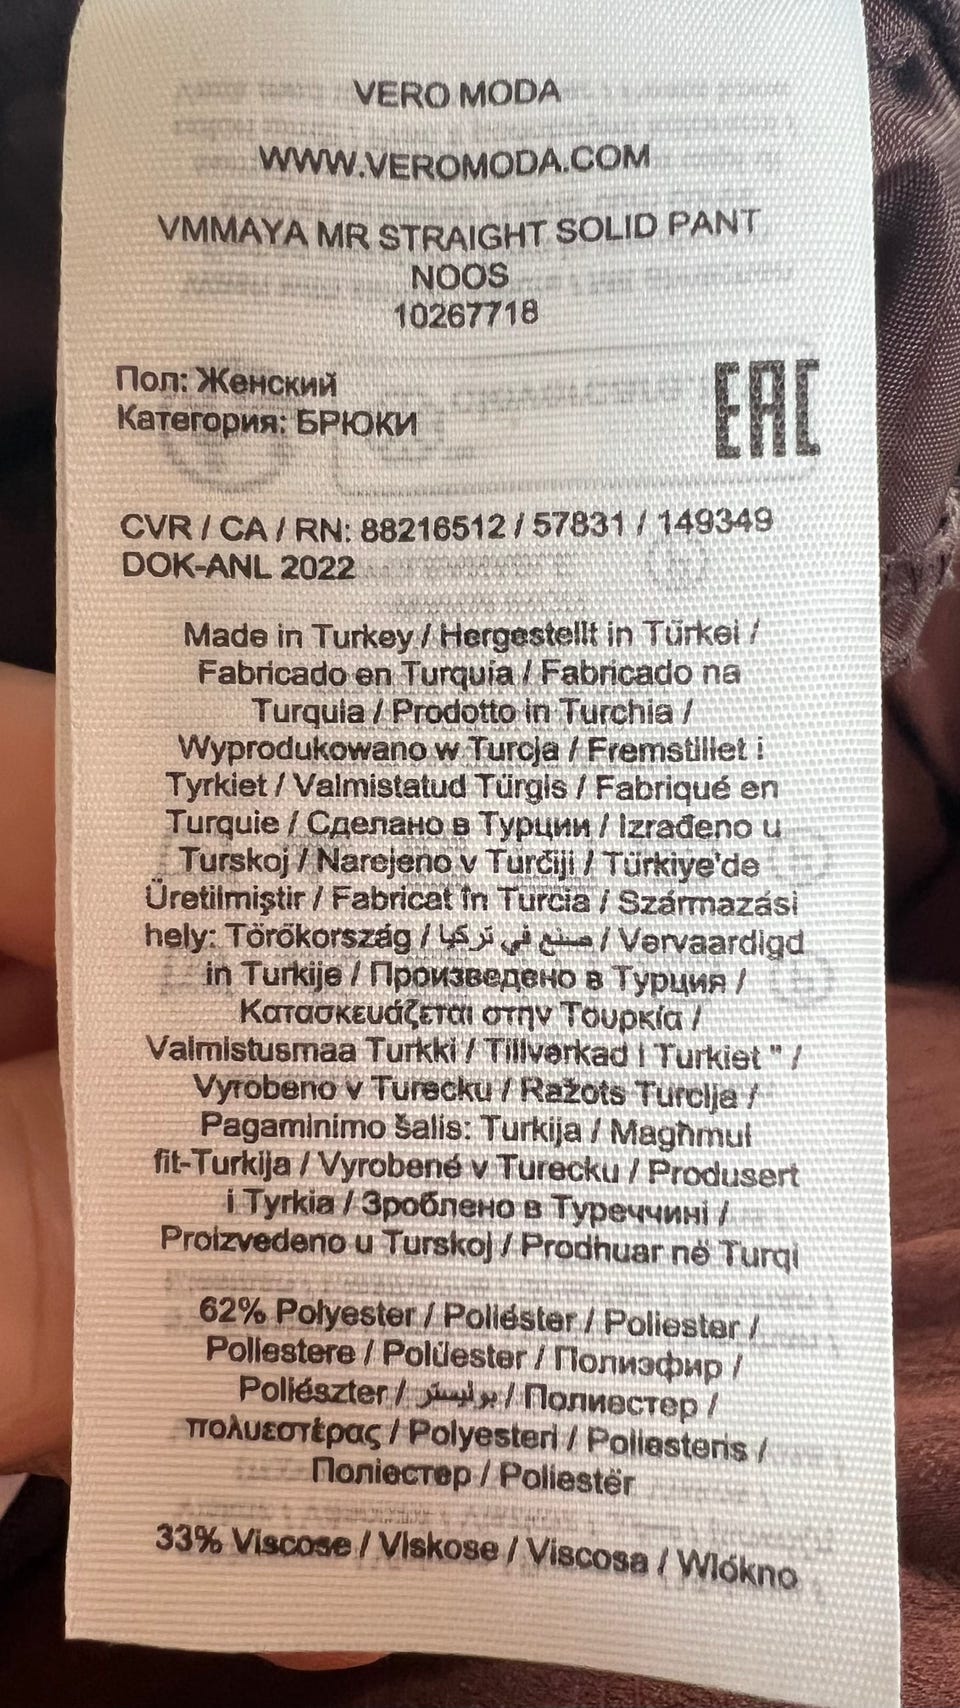 VERO MODA
WWW.VEROMODA.COM
VMMAYA MR STRAIGHT SOLID PANT
NOOS
10267718
Пол: Женский
Категория: БРЮКИ
EAC
CVR / CA / RN: 88216512 / 57831 / 149349
DOK-ANL 2022
Made in Turkey / Hergestellt in Türkei /
Fabricado en Turquía / Fabricado na
Turquia / Prodotto in Turchia /
Wyprodukowano w Turcja / Fremstillet i
Tyrkiet / Valmistatud Türgis / Fabriqué en
Turquie / Сделано в Турции / Izrađeno u
Turskoj / Narejeno v Turčiji / Türkiye'de
Üretilmiştir / Fabricat în Turcia / Származási
hely: Törökország / صنع في تركيا / Vervaardigd
in Turkije / Произведено в Турция /
Κατασκευάζεται στην Τουρκία /
Valmistusmaa Turkki / Tillverkad i Turkiet " /
Vyrobeno v Turecku / Ražots Turcija /
Pagaminimo šalis: Turkija / Magħmul
fit-Turkija / Vyrobené v Turecku / Produsert
i Tyrkia / Зроблено в Туреччині /
Proizvedeno u Turskoj / Prodhuar në Turqi
62% Polyester / Poliéster / Poliester /
Poliestere / Polüester / Полиэфир /
Poliészter / بوليستر / Полиестер /
πολυεστέρας / Polyesteri / Poliesteris /
Поліестер / Poliestër
33% Viscose / Viskose / Viscosa / Wlókno